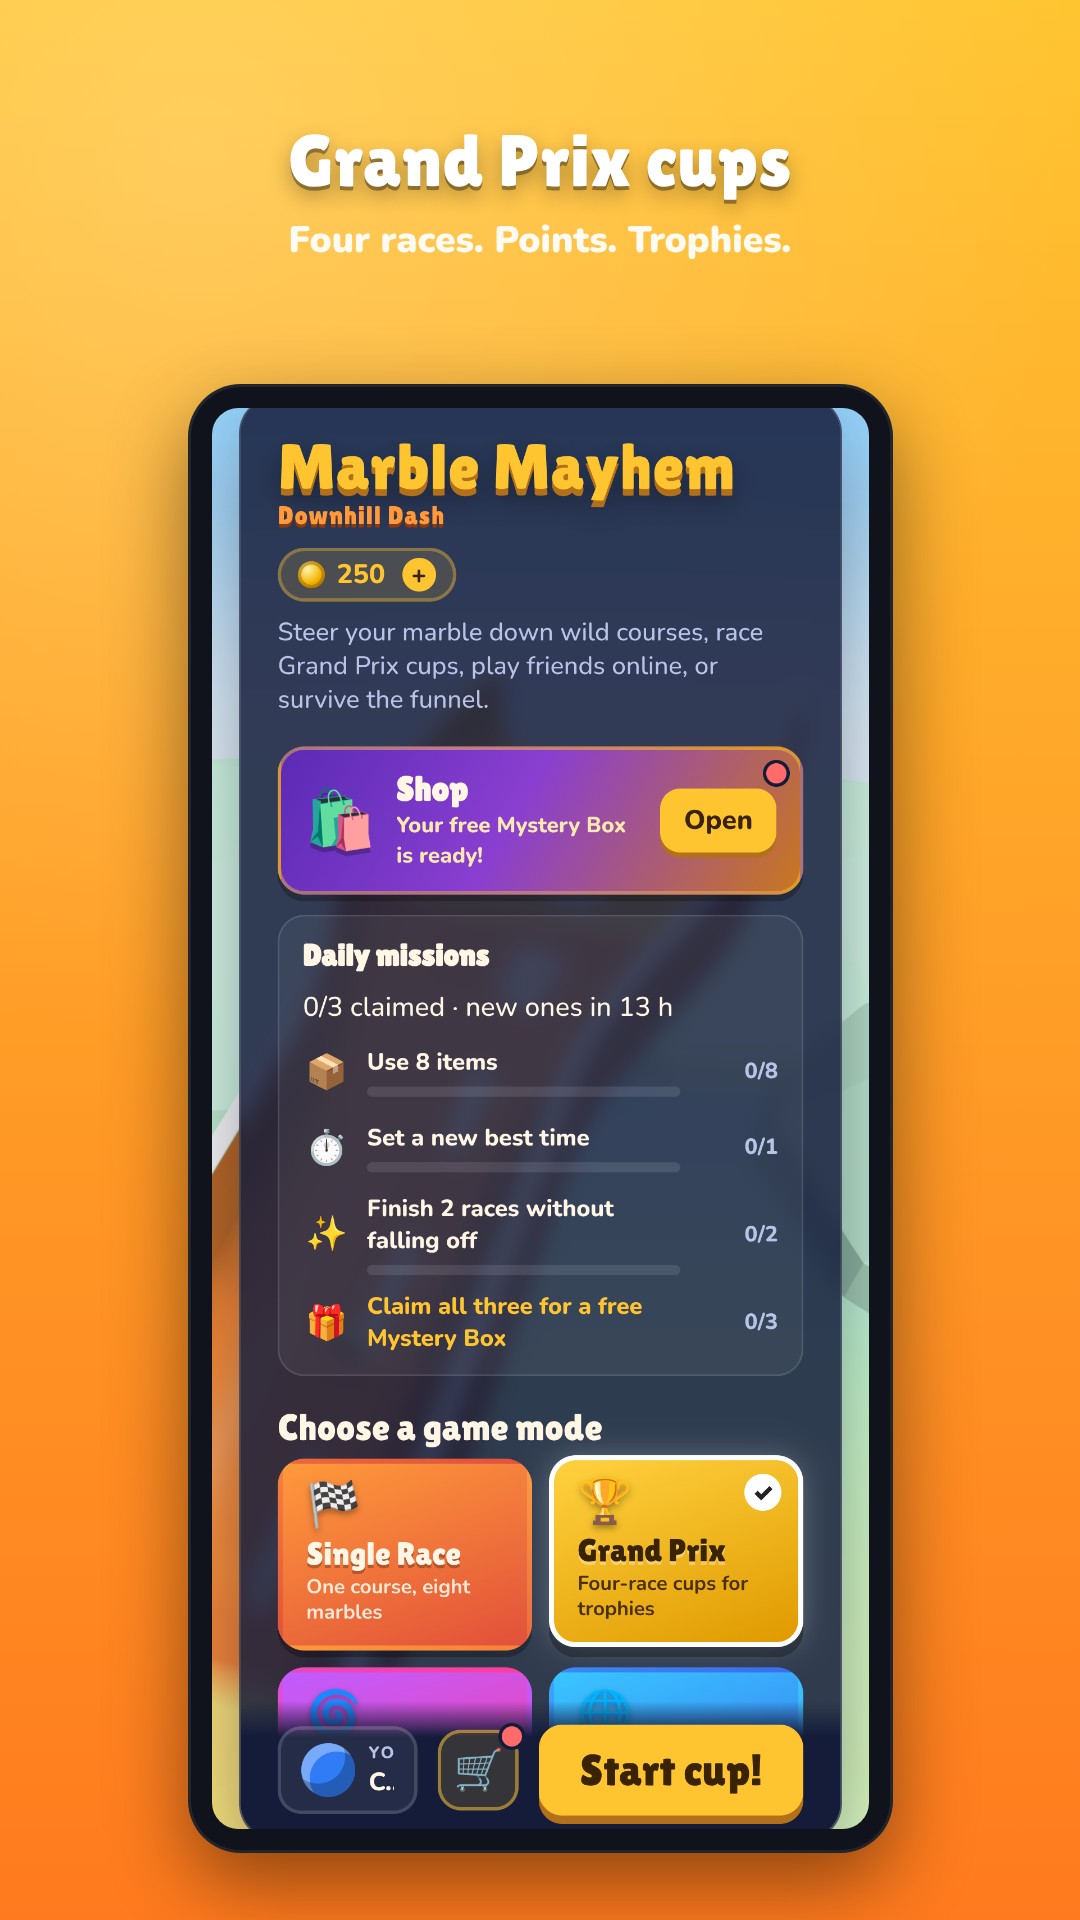 Grand Prix cups
Four races. Points. Trophies.
Marble Mayhem
Downhill Dash
250 +
Steer your marble down wild courses, race
Grand Prix cups, play friends online, or
survive the funnel.
Shop
Your free Mystery Box
is ready!
Open
Daily missions
0/3 claimed · new ones in 13 h
Use 8 items
0/8
Set a new best time
0/1
Finish 2 races without
falling off
0/2
Claim all three for a free
Mystery Box
0/3
Choose a game mode
Single Race
One course, eight
marbles
Grand Prix
Four-race cups for
trophies
YO
C..
Start cup!